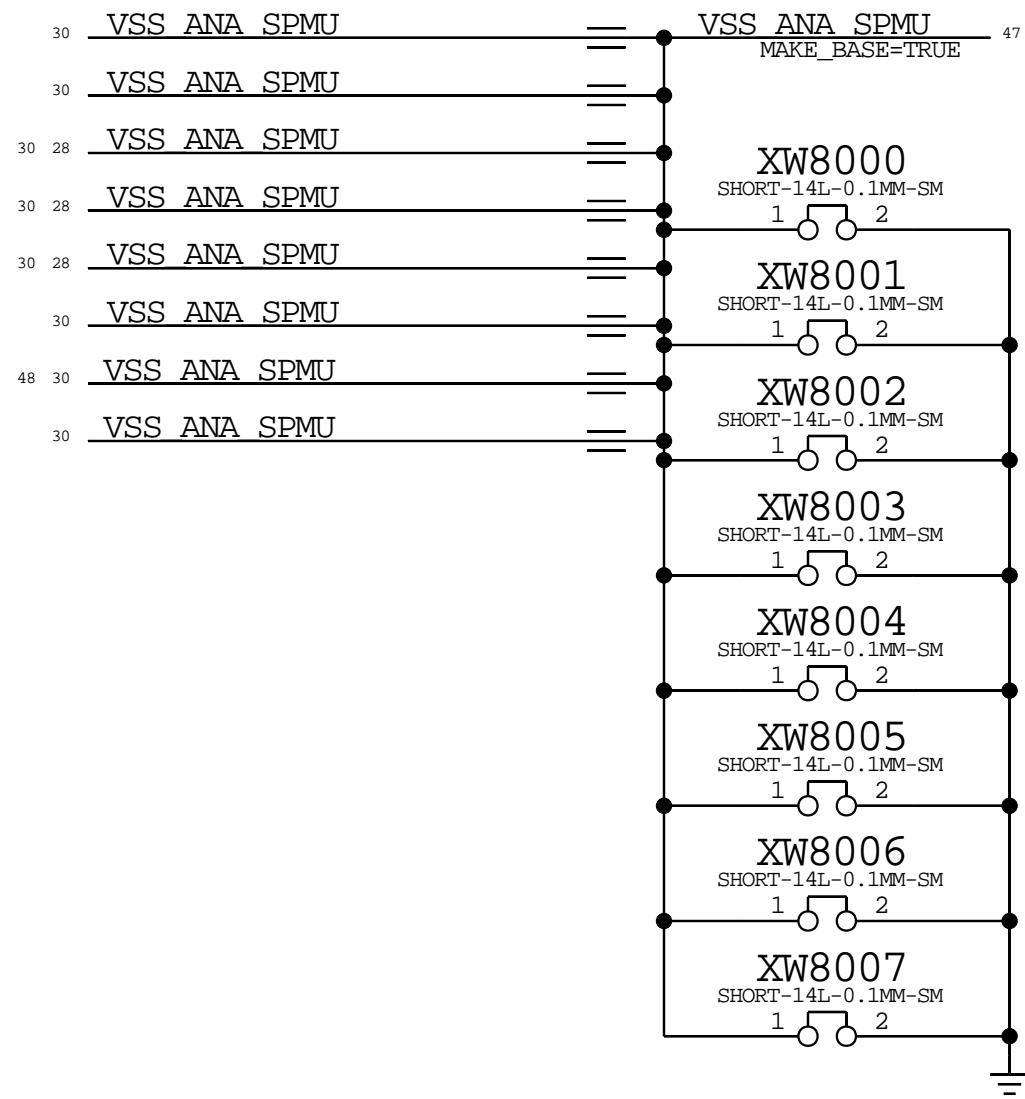 30 VSS_ANA_SPMU VSS_ANA_SPMU 47
MAKE_BASE=TRUE
30 VSS_ANA_SPMU
30 28 VSS_ANA_SPMU
30 28 VSS_ANA_SPMU
30 28 VSS_ANA_SPMU
30 VSS_ANA_SPMU
48 30 VSS_ANA_SPMU
30 VSS_ANA_SPMU
XW8000
SHORT-14L-0.1MM-SM
1 2
XW8001
SHORT-14L-0.1MM-SM
1 2
XW8002
SHORT-14L-0.1MM-SM
1 2
XW8003
SHORT-14L-0.1MM-SM
1 2
XW8004
SHORT-14L-0.1MM-SM
1 2
XW8005
SHORT-14L-0.1MM-SM
1 2
XW8006
SHORT-14L-0.1MM-SM
1 2
XW8007
SHORT-14L-0.1MM-SM
1 2